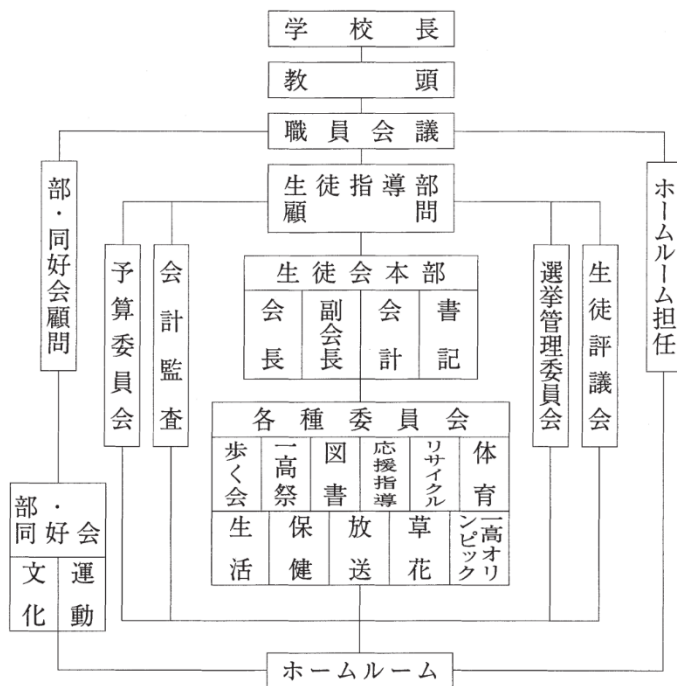 学校長
教頭
職員会議
生徒指導部
顧問
部・同好会顧問
予算委員会
会計監査
生徒会本部
会長
副会長
会計
書記
選挙管理委員会
生徒評議会
ホームルーム担任
各種委員会
歩く会
一高祭
図書
応援指導
リサイクル
体育
生活
保健
放送
草花
一高オリ
ンピック
部・
同好会
文化
運動
ホームルーム